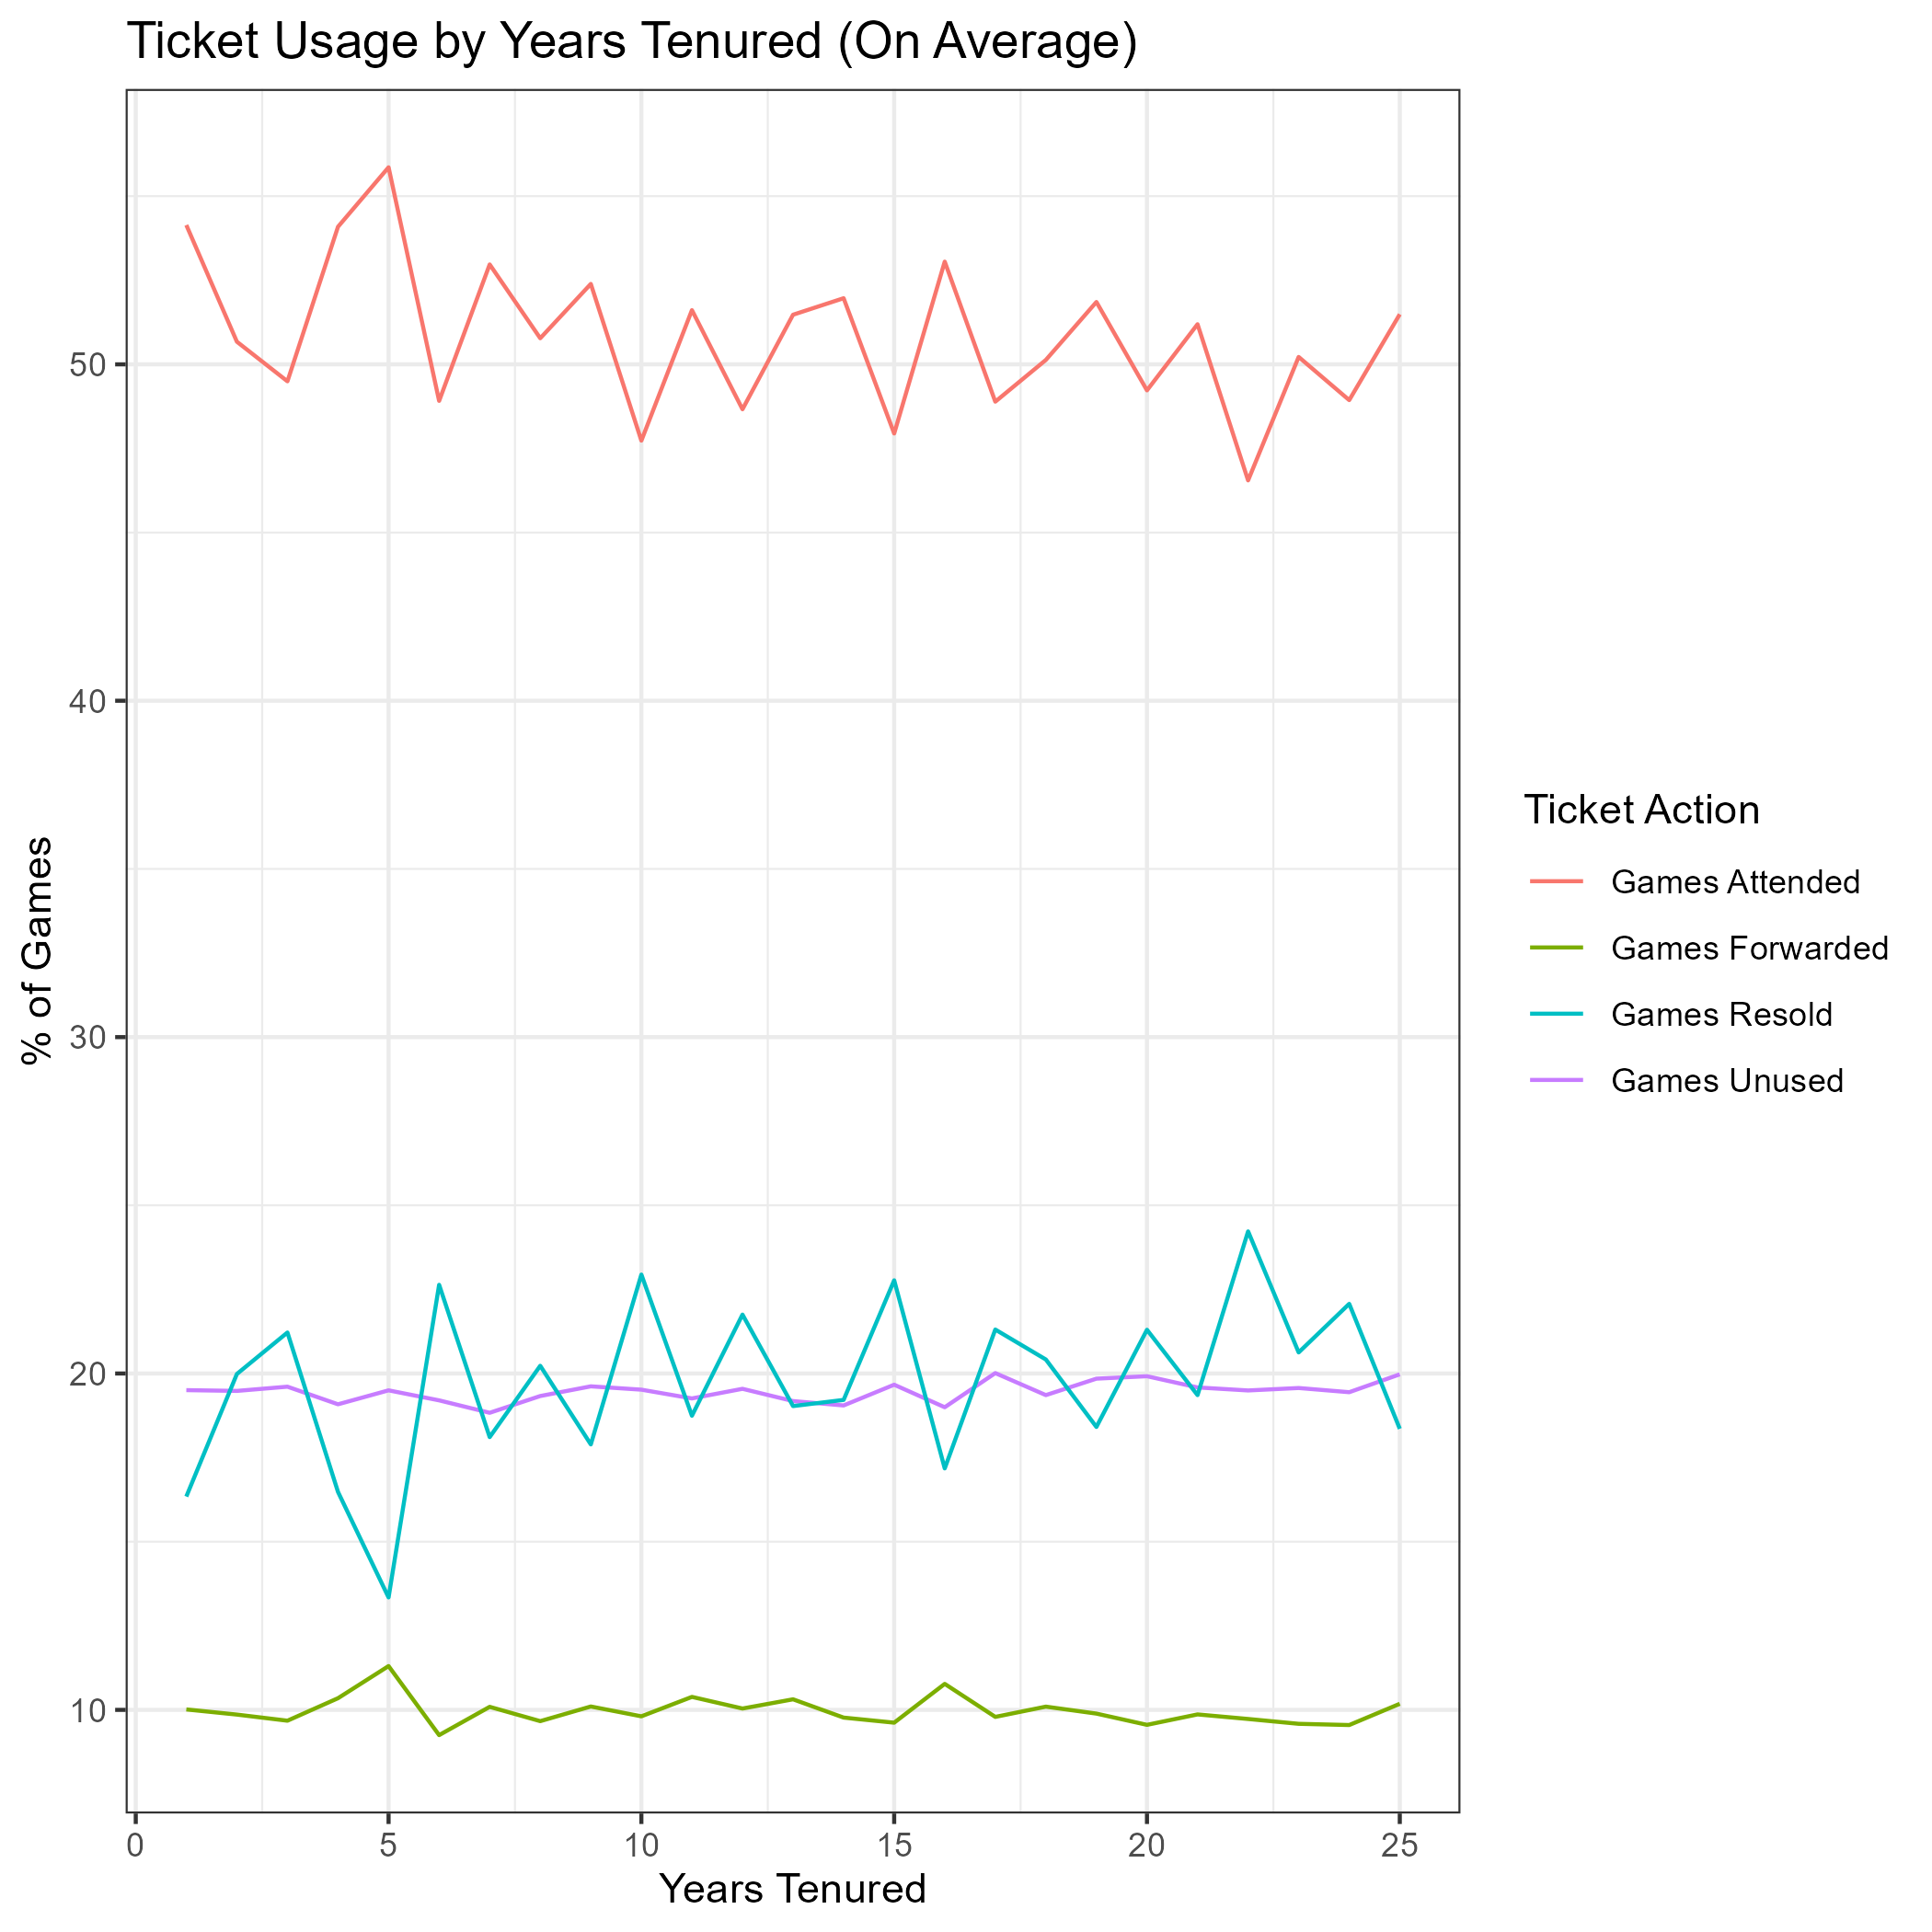 Ticket Usage by Years Tenured (On Average)
% of Games
50
40
30
20
10
0 5 10 15 20 25
Years Tenured
Ticket Action
Games Attended
Games Forwarded
Games Resold
Games Unused